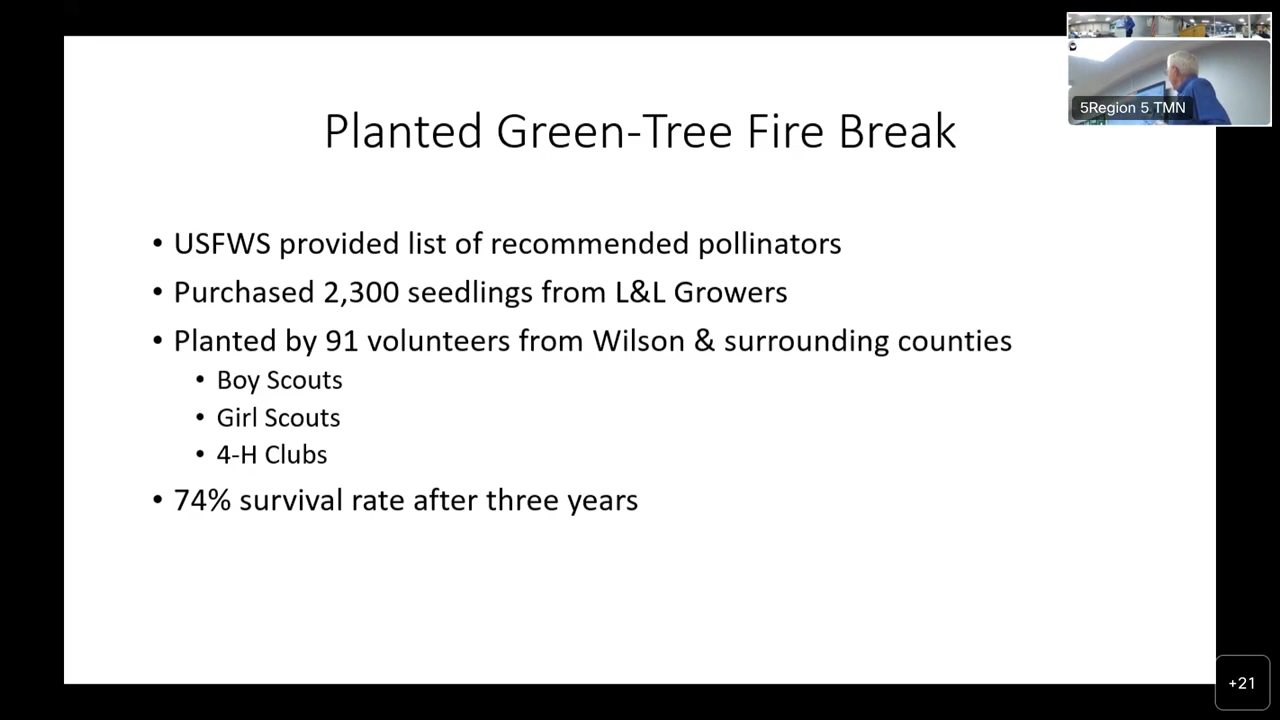 5Region 5 TMN
Planted Green-Tree Fire Break
• USFWS provided list of recommended pollinators
• Purchased 2,300 seedlings from L&L Growers
• Planted by 91 volunteers from Wilson & surrounding counties
• Boy Scouts
• Girl Scouts
• 4-H Clubs
• 74% survival rate after three years
+21